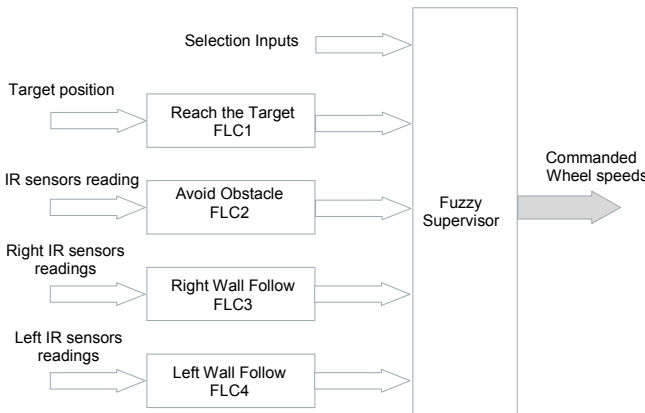 Selection Inputs
Target position
Reach the Target
FLC1
IR sensors reading
Avoid Obstacle
FLC2
Right IR sensors
readings
Right Wall Follow
FLC3
Left IR sensors
readings
Left Wall Follow
FLC4
Fuzzy
Supervisor
Commanded
Wheel speeds